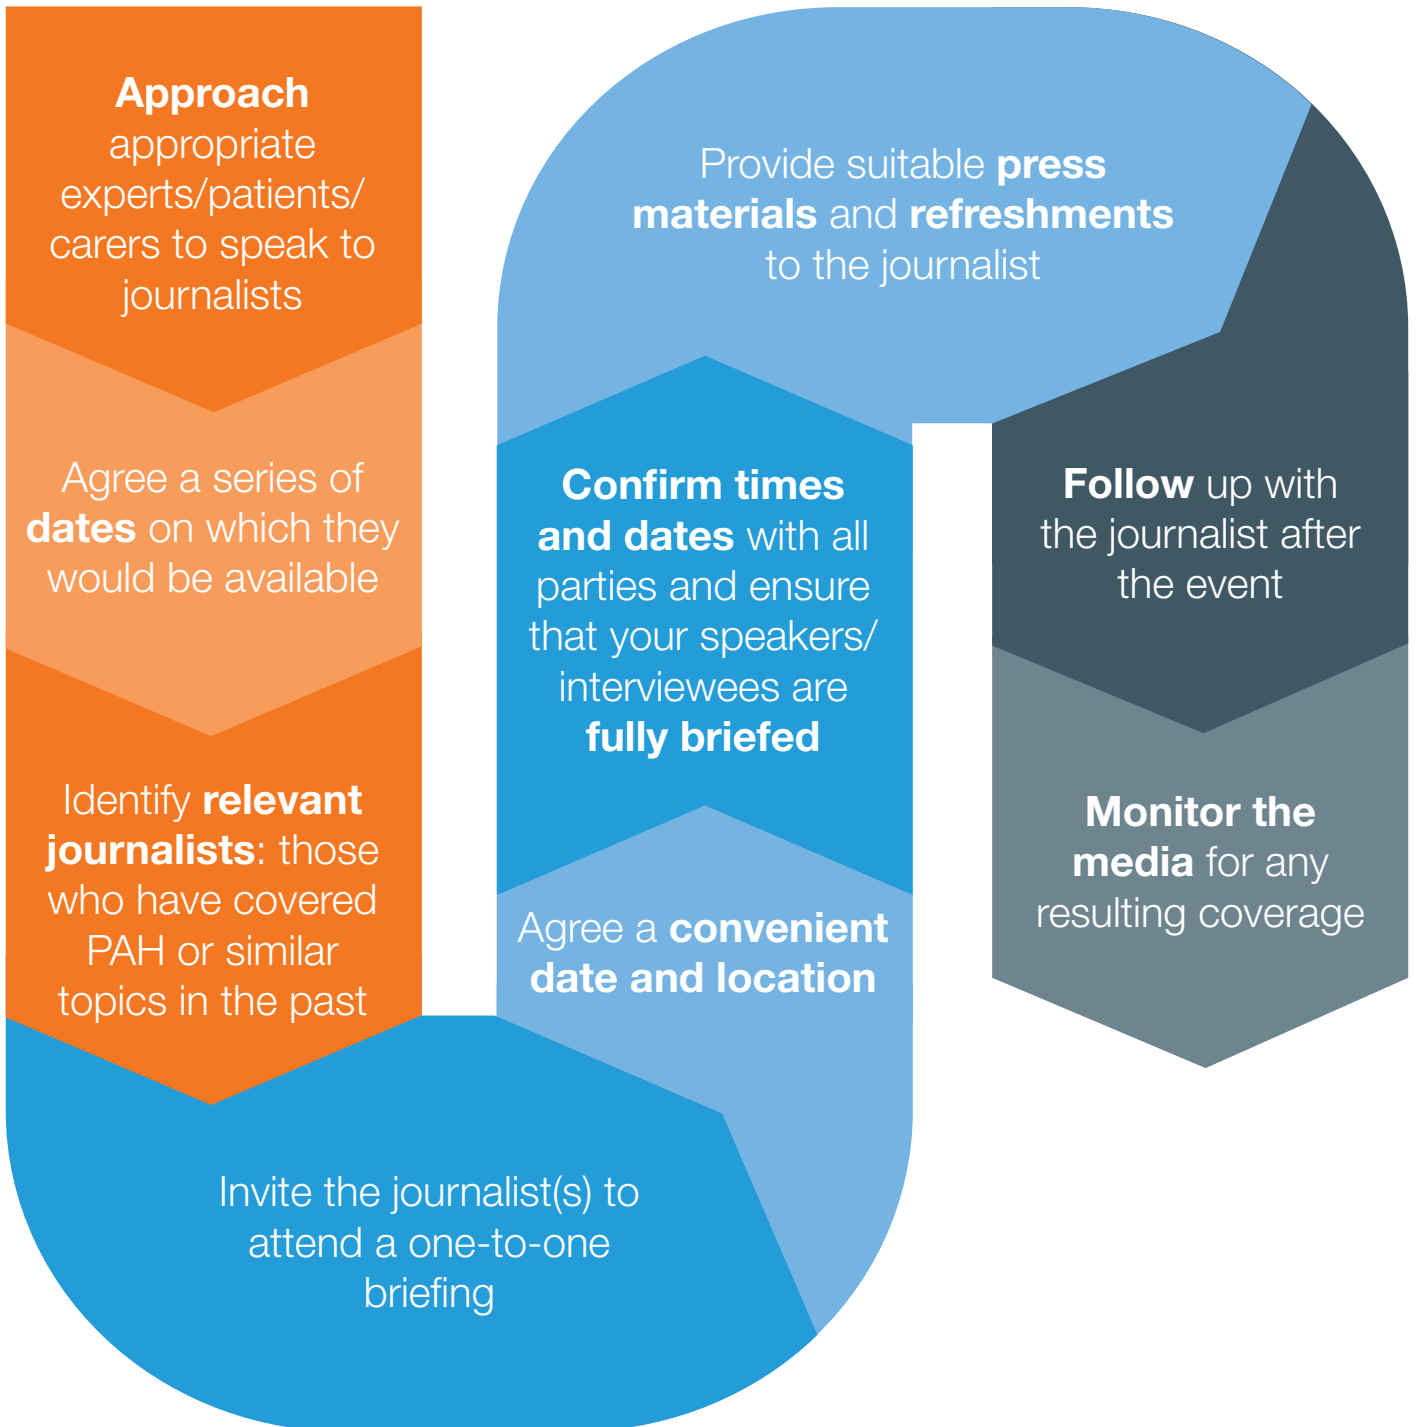 Approach
appropriate
experts/patients/
carers to speak to
journalists
Agree a series of
dates on which they
would be available
Identify relevant
journalists: those
who have covered
PAH or similar
topics in the past
Invite the journalist(s) to
attend a one-to-one
briefing
Agree a convenient
date and location
Confirm times
and dates with all
parties and ensure
that your speakers/
interviewees are
fully briefed
Provide suitable press
materials and refreshments
to the journalist
Follow up with
the journalist after
the event
Monitor the
media for any
resulting coverage